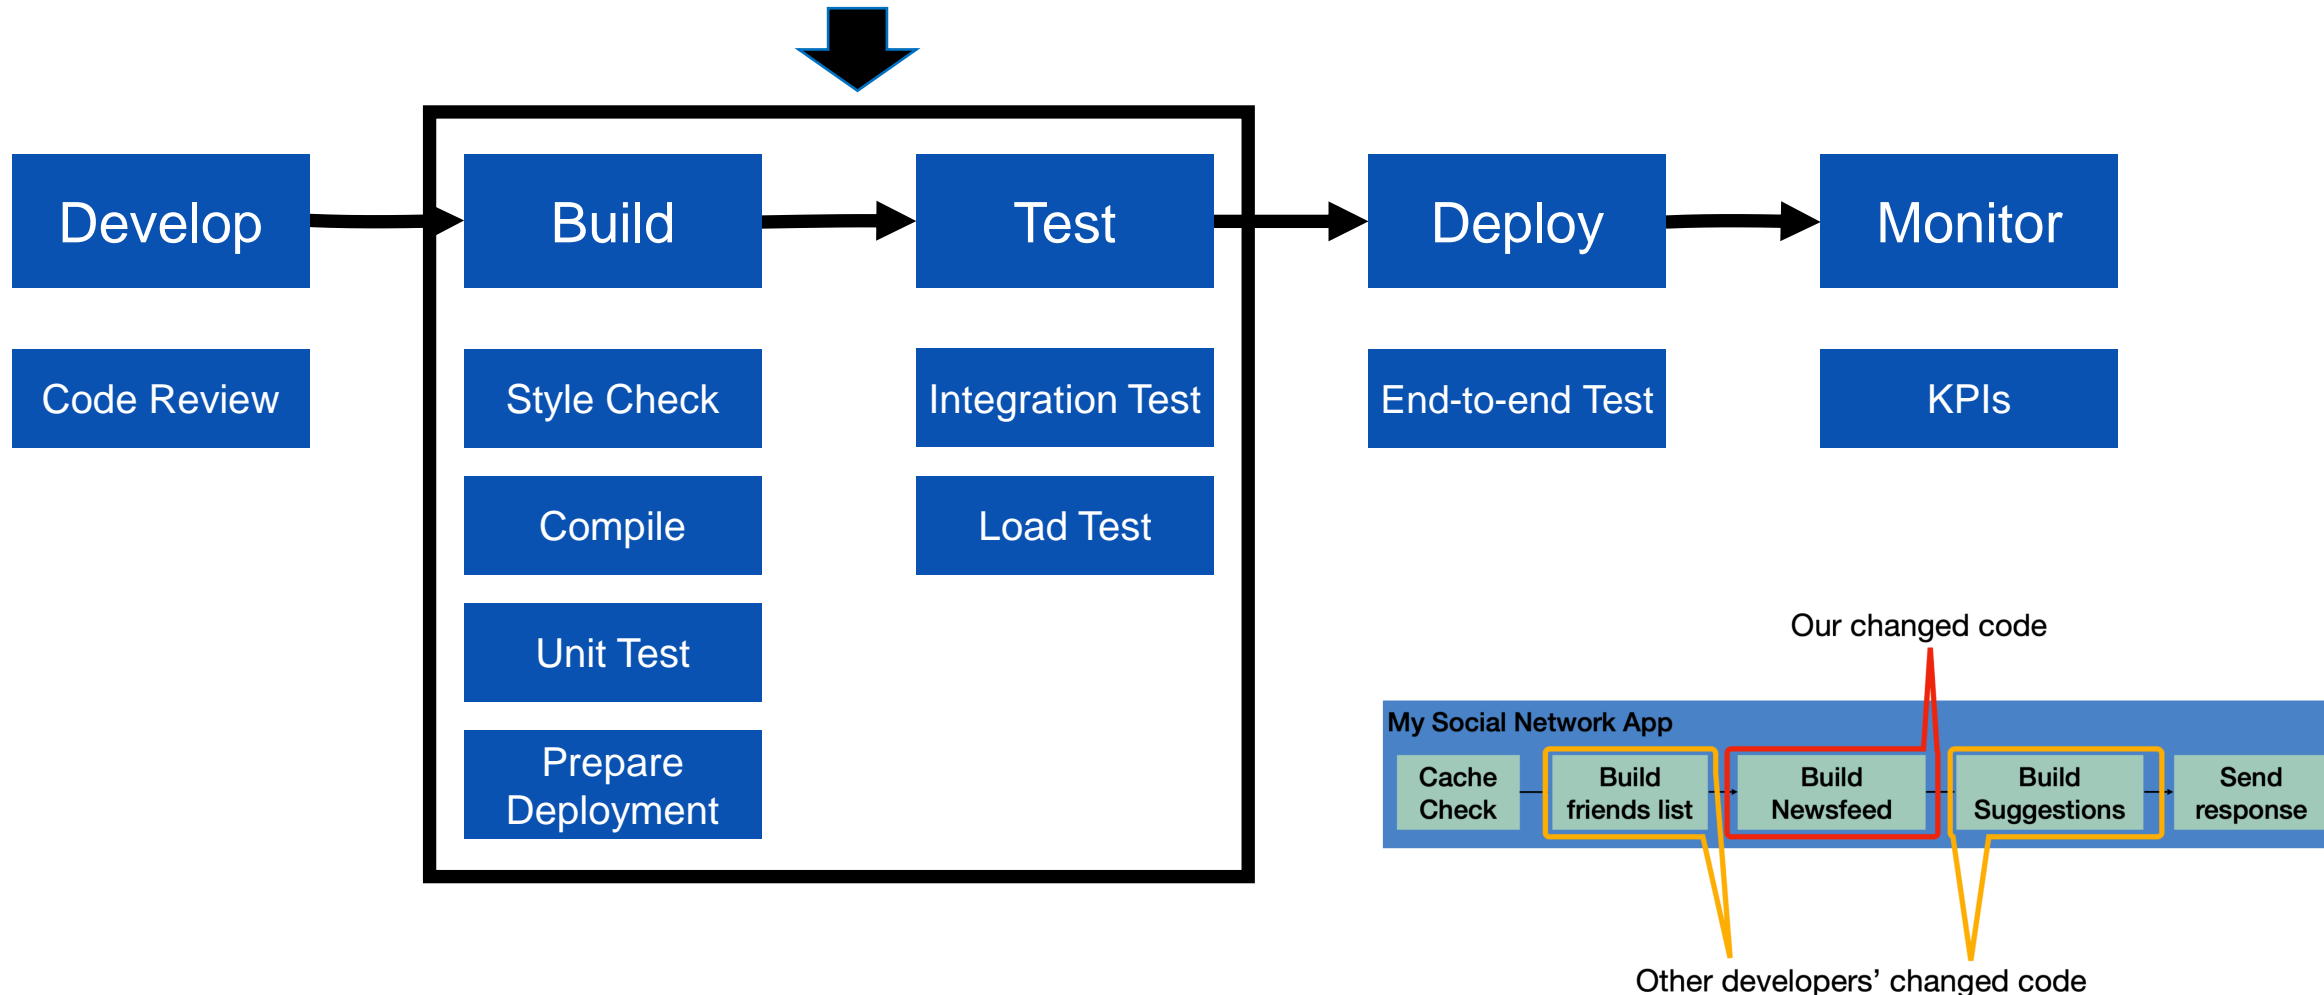 Develop
Build
Test
Deploy
Monitor
Code Review
Style Check
Integration Test
End-to-end Test
KPIs
Compile
Load Test
Unit Test
Prepare
Deployment
Our changed code
My Social Network App
Cache
Check
Build
friends list
Build
Newsfeed
Build
Suggestions
Send
response
Other developers’ changed code